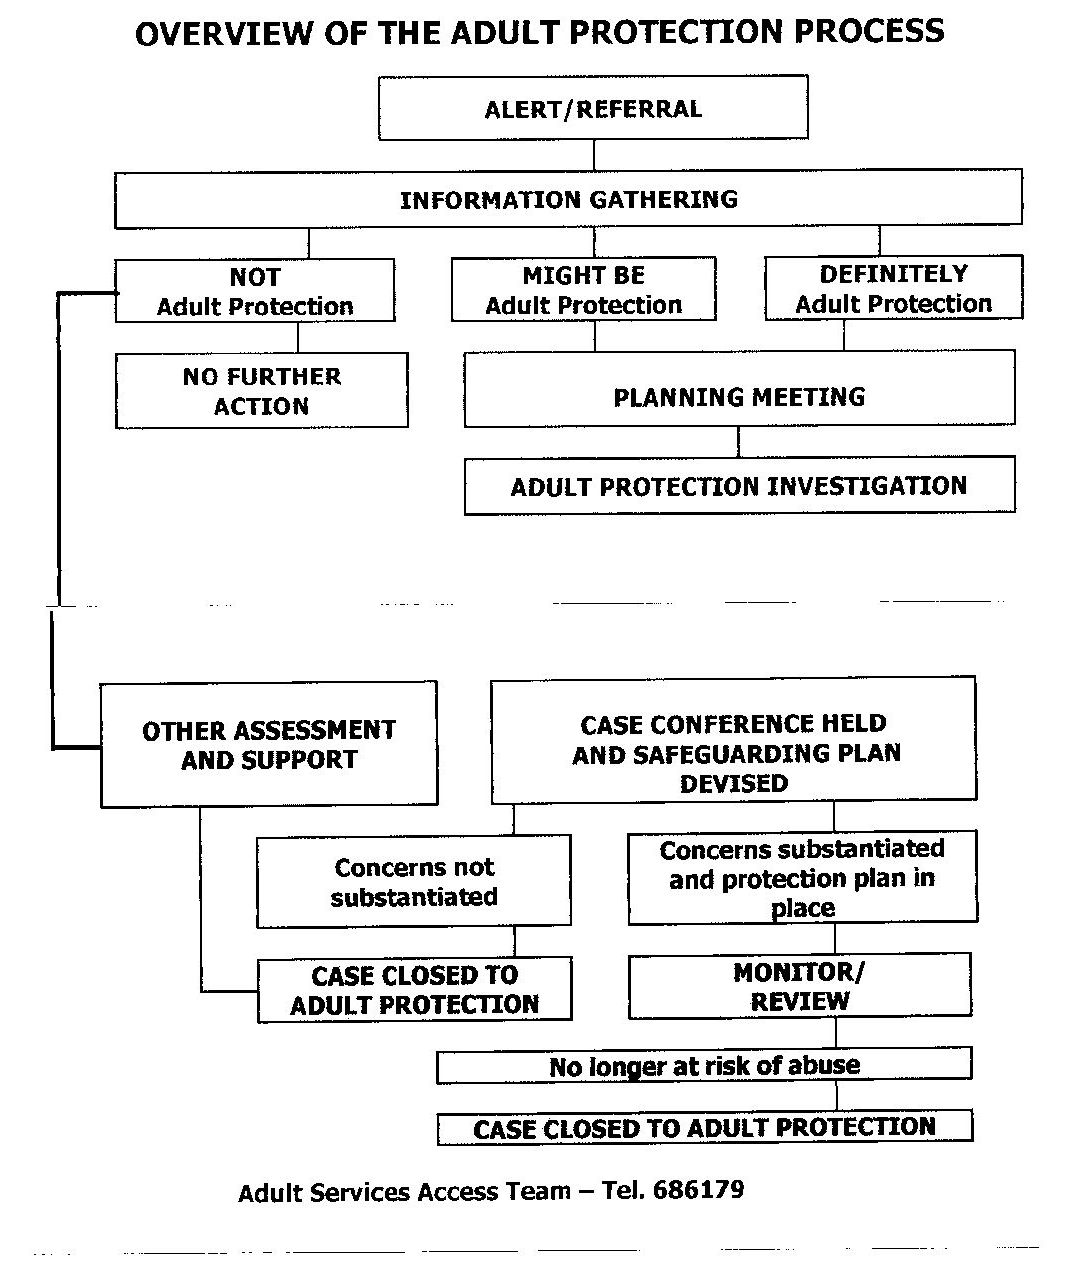 OVERVIEW OF THE ADULT PROTECTION PROCESS
ALERT/REFERRAL
INFORMATION GATHERING
NOT
Adult Protection
MIGHT BE
Adult Protection
DEFINITELY
Adult Protection
NO FURTHER
ACTION
PLANNING MEETING
ADULT PROTECTION INVESTIGATION
OTHER ASSESSMENT
AND SUPPORT
CASE CONFERENCE HELD
AND SAFEGUARDING PLAN
DEVISED
Concerns not
substantiated
Concerns substantiated
and protection plan in
place
CASE CLOSED TO
ADULT PROTECTION
MONITOR/
REVIEW
No longer at risk of abuse
CASE CLOSED TO ADULT PROTECTION
Adult Services Access Team – Tel. 686179